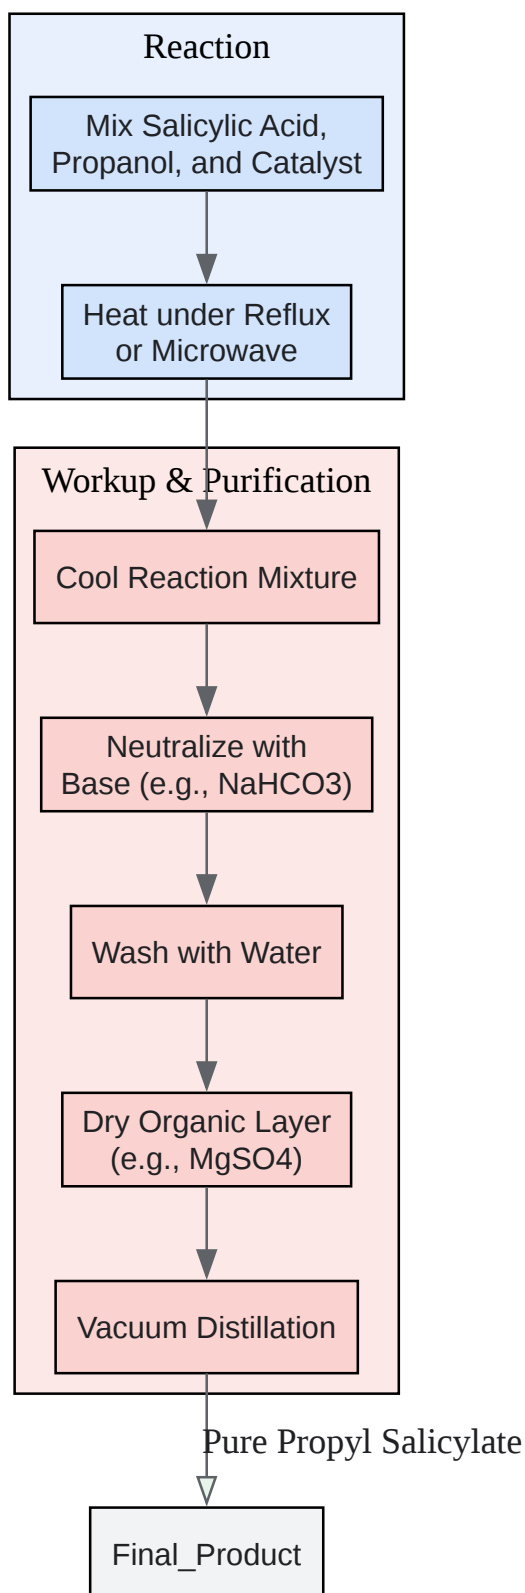 Reaction
Mix Salicylic Acid,
Propanol, and Catalyst
Heat under Reflux
or Microwave
Workup & Purification
Cool Reaction Mixture
Neutralize with
Base (e.g., NaHCO3)
Wash with Water
Dry Organic Layer
(e.g., MgSO4)
Vacuum Distillation
Pure Propyl Salicylate
Final_Product